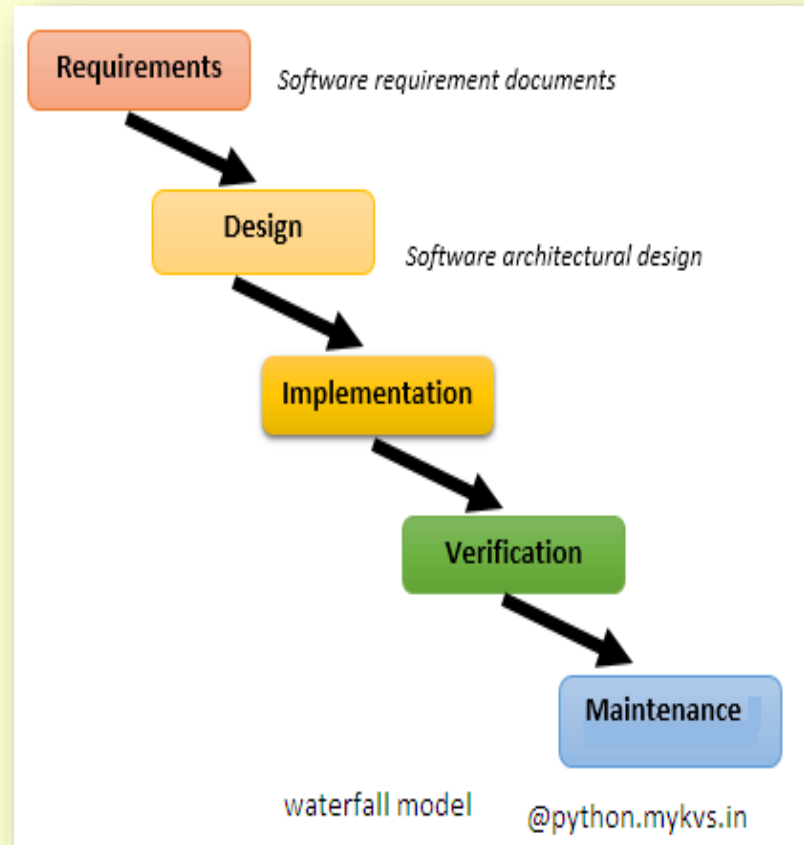 Requirements
Software requirement documents
Design
Software architectural design
Implementation
Verification
Maintenance
waterfall model
@python.mykvs.in